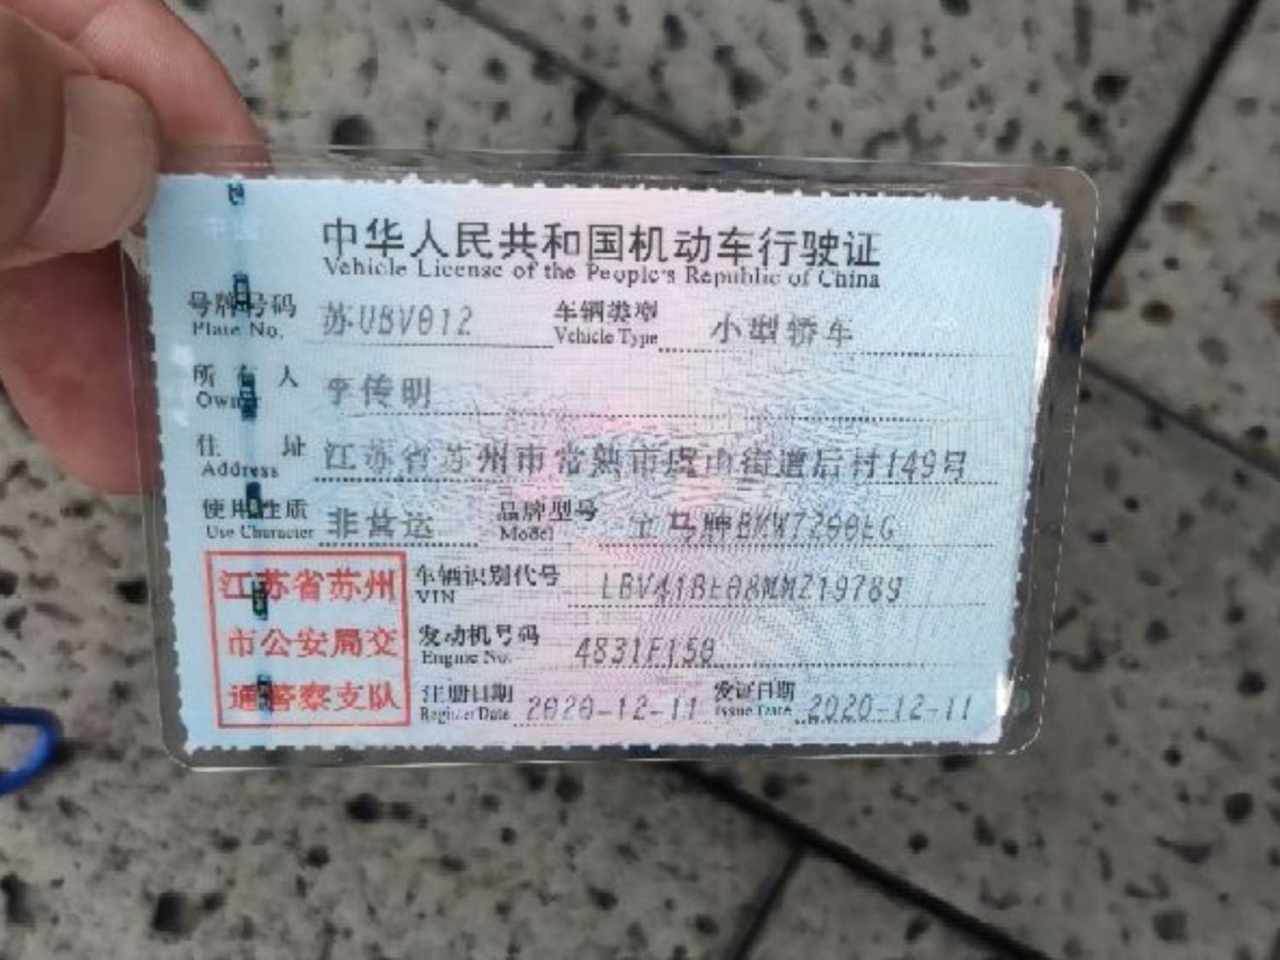 中华人民共和国机动车行驶证
Vehicle License of the People's Republic of China
号牌号码 苏UBV012 车辆类型 小型轿车
Plate No. Vehicle Type
所有人 李传明
Owner
住址 江苏省苏州市常熟市虞山街道后村149号
Address
使用性质 非营运 品牌型号 宝马牌
Use Character Model
江苏省苏州 车辆识别代号
VIN
市公安局交 发动机号码 4831F150
Engine No.
通警察支队 注册日期 2020-12-11 发证日期 2020-12-11
Register Date Issue Date